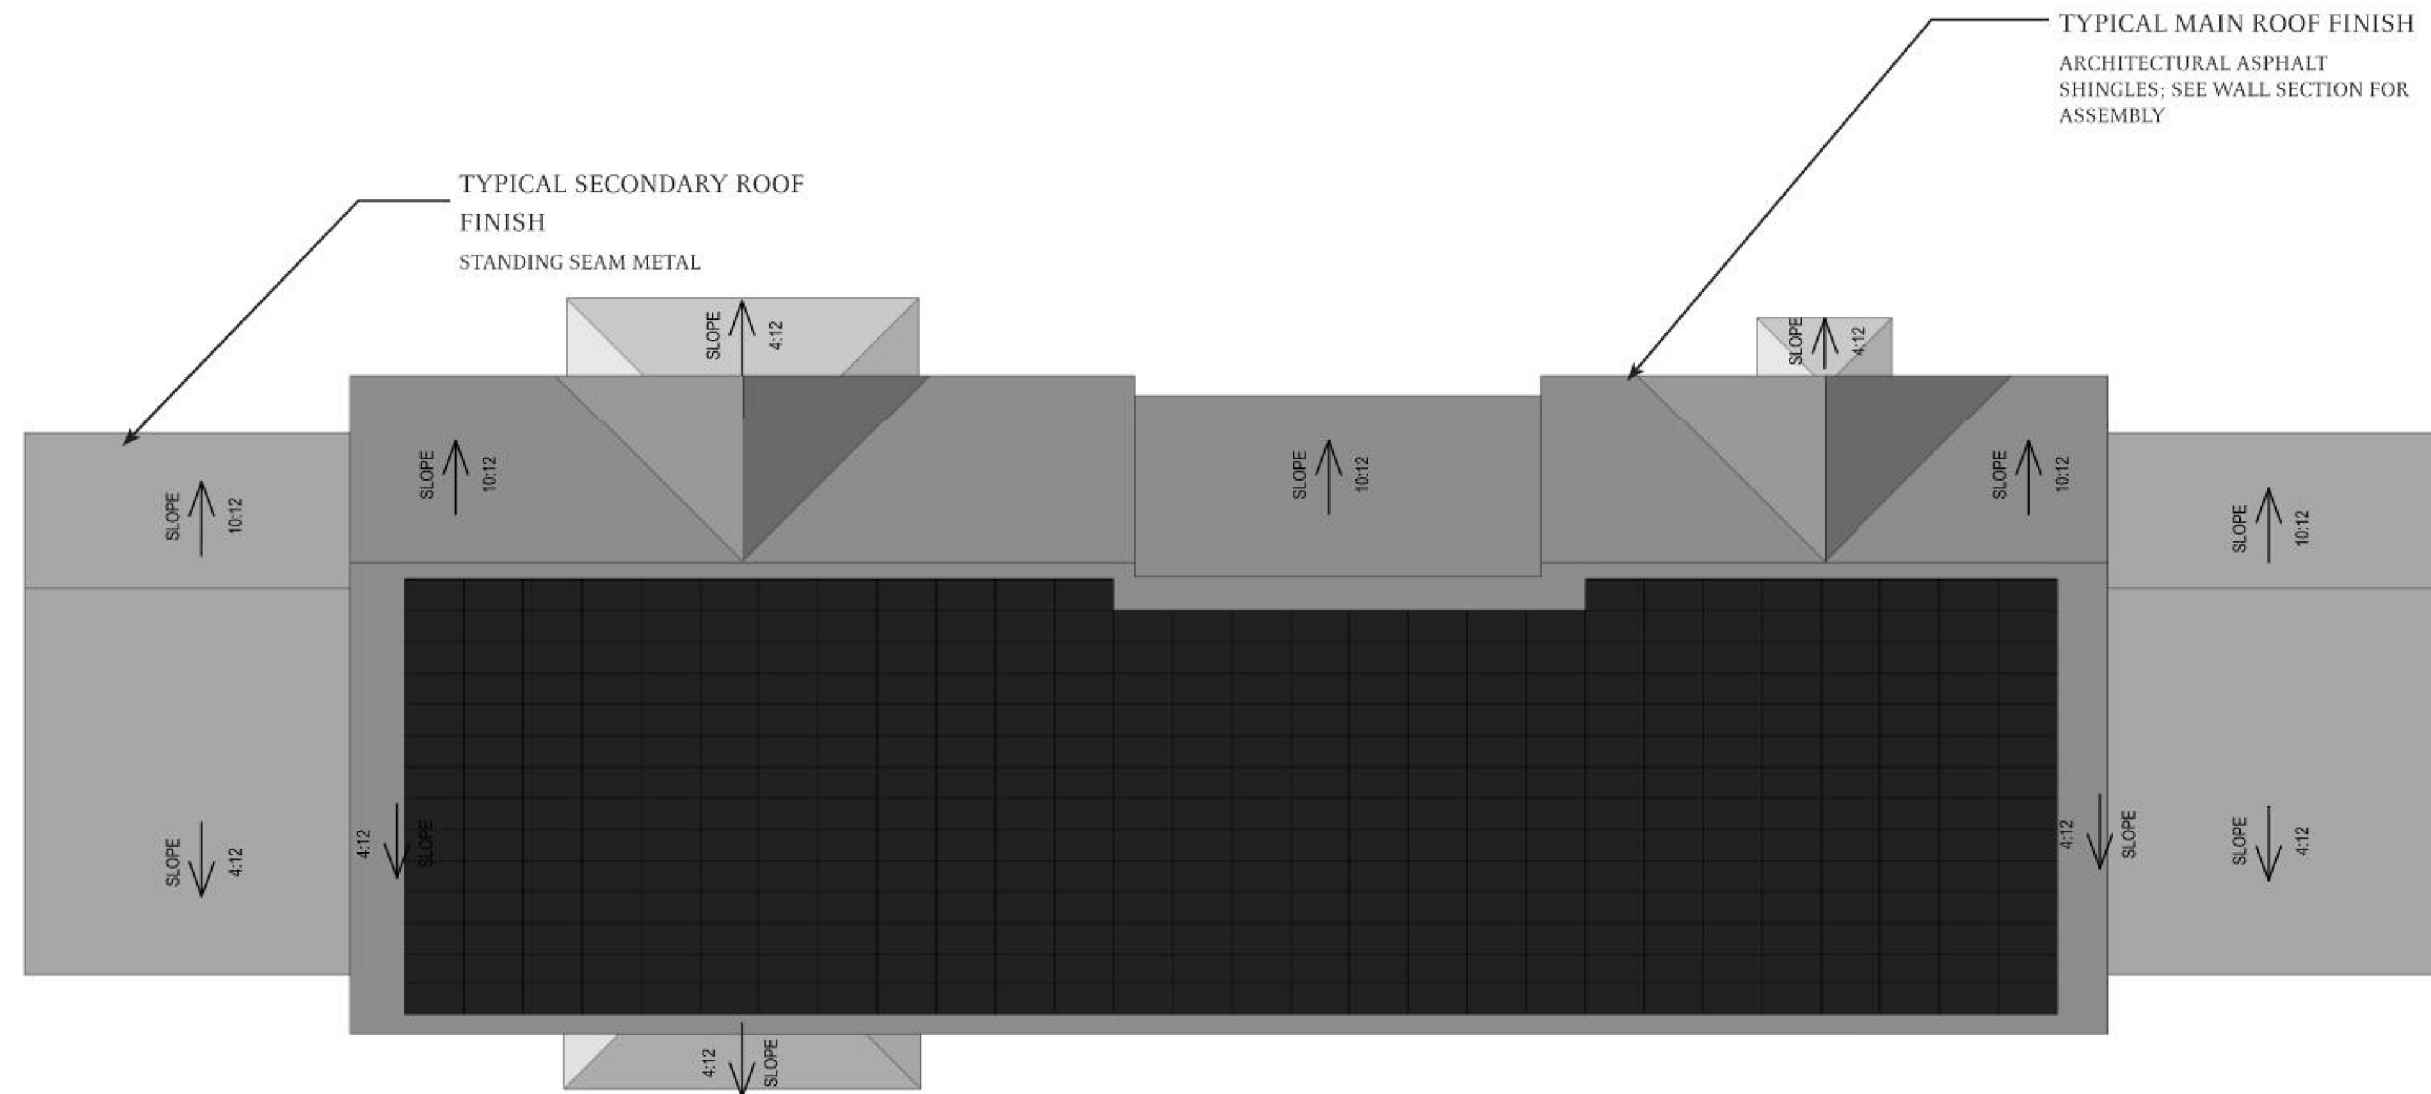 TYPICAL MAIN ROOF FINISH
ARCHITECTURAL ASPHALT
SHINGLES; SEE WALL SECTION FOR
ASSEMBLY
TYPICAL SECONDARY ROOF
FINISH
STANDING SEAM METAL
SLOPE
4:12
SLOPE
4:12
SLOPE
10:12
SLOPE
10:12
SLOPE
10:12
SLOPE
10:12
SLOPE
10:12
SLOPE
4:12
4:12
SLOPE
4:12
SLOPE
SLOPE
4:12
4:12
SLOPE